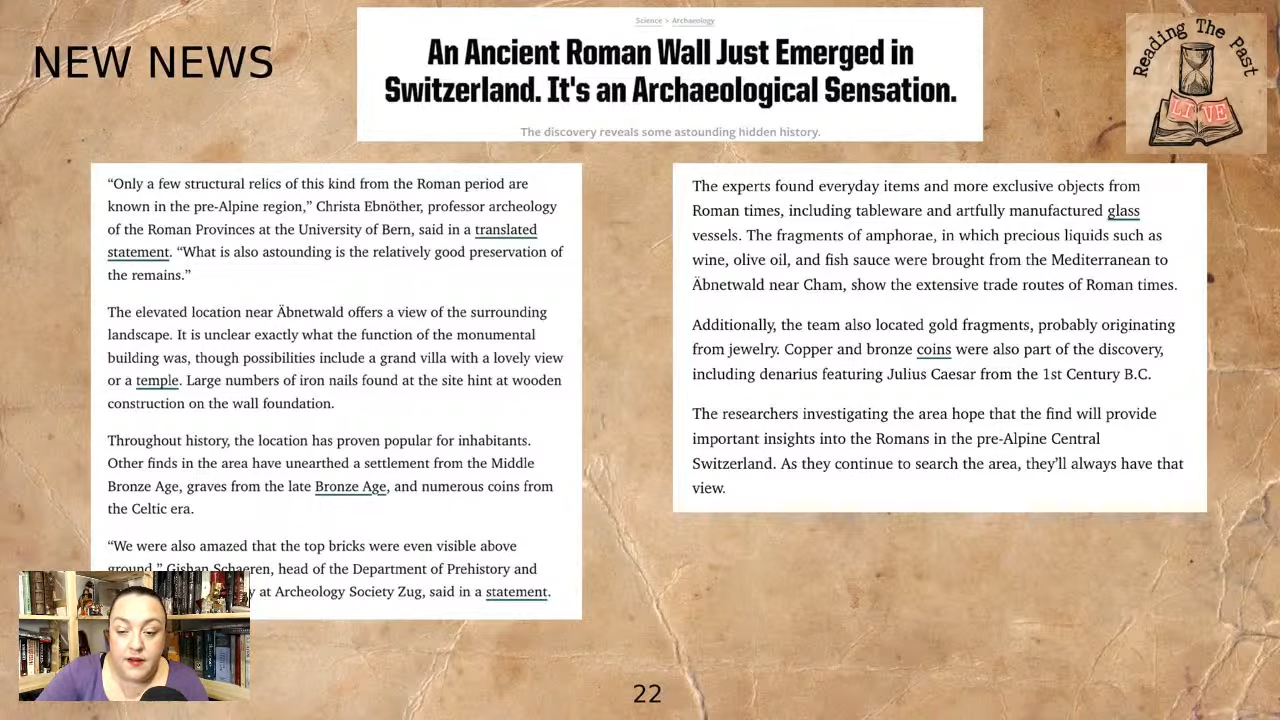 NEW NEWS
Science > Archaeology
An Ancient Roman Wall Just Emerged in
Switzerland. It's an Archaeological Sensation.
The discovery reveals some astounding hidden history.
Reading The Past
LIVE
“Only a few structural relics of this kind from the Roman period are
known in the pre-Alpine region,” Christa Ebnöther, professor archeology
of the Roman Provinces at the University of Bern, said in a translated
statement. “What is also astounding is the relatively good preservation of
the remains.”
The elevated location near Äbnetwald offers a view of the surrounding
landscape. It is unclear exactly what the function of the monumental
building was, though possibilities include a grand villa with a lovely view
or a temple. Large numbers of iron nails found at the site hint at wooden
construction on the wall foundation.
Throughout history, the location has proven popular for inhabitants.
Other finds in the area have unearthed a settlement from the Middle
Bronze Age, graves from the late Bronze Age, and numerous coins from
the Celtic era.
“We were also amazed that the top bricks were even visible above
ground,” Gishan Schaeren, head of the Department of Prehistory and
y at Archeology Society Zug, said in a statement.
The experts found everyday items and more exclusive objects from
Roman times, including tableware and artfully manufactured glass
vessels. The fragments of amphorae, in which precious liquids such as
wine, olive oil, and fish sauce were brought from the Mediterranean to
Äbnetwald near Cham, show the extensive trade routes of Roman times.
Additionally, the team also located gold fragments, probably originating
from jewelry. Copper and bronze coins were also part of the discovery,
including denarius featuring Julius Caesar from the 1st Century B.C.
The researchers investigating the area hope that the find will provide
important insights into the Romans in the pre-Alpine Central
Switzerland. As they continue to search the area, they’ll always have that
view.
22